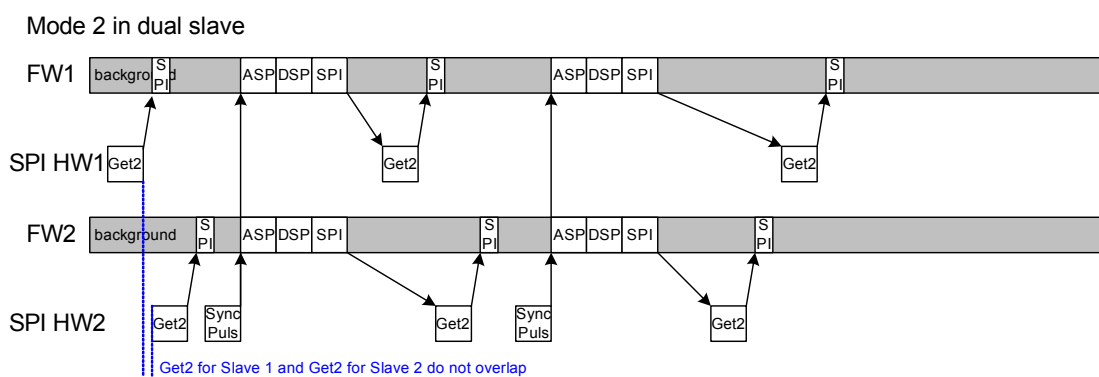 Mode 2 in dual slave
FW1 background S PI ASP DSP SPI S PI ASP DSP SPI S PI
SPI HW1 Get2 Get2 Get2
FW2 background S PI ASP DSP SPI S PI ASP DSP SPI S PI
SPI HW2 Get2 Sync Puls Get2 Sync Puls Get2
Get2 for Slave 1 and Get2 for Slave 2 do not overlap